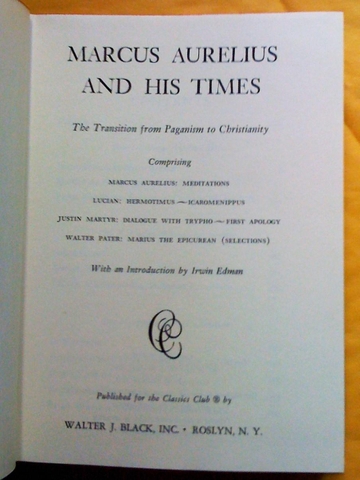 MARCUS AURELIUS
AND HIS TIMES
The Transition from Paganism to Christianity
Comprising
MARCUS AURELIUS: MEDITATIONS
LUCIAN: HERMOTIMUS~ICAROMENIPPUS
JUSTIN MARTYR: DIALOGUE WITH TRYPHO~FIRST APOLOGY
WALTER PATER: MARIUS THE EPICUREAN (SELECTIONS)
With an Introduction by Irwin Edman
CC
Published for the Classics Club ® by
WALTER J. BLACK, INC. • ROSLYN, N. Y.